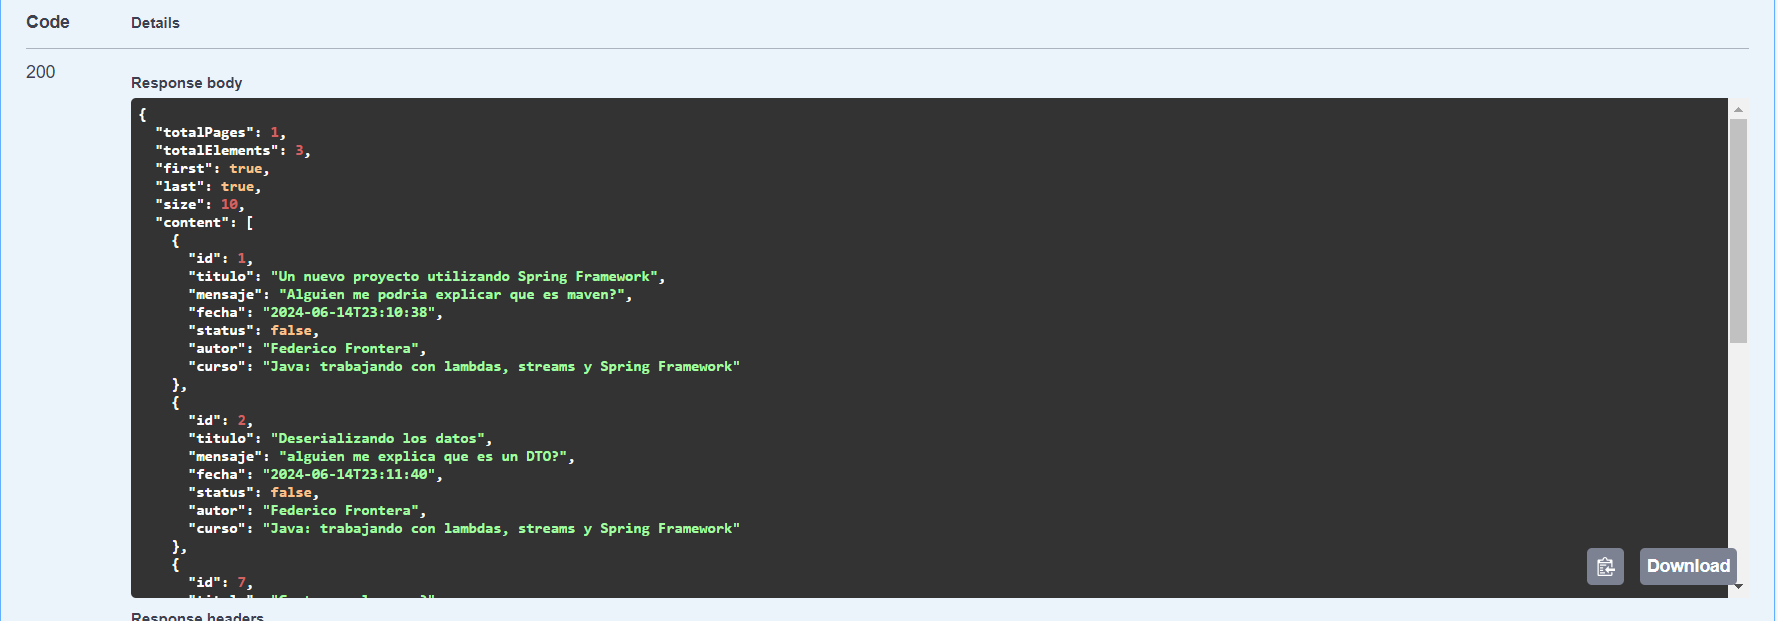 Code Details
200
Response body
{
"totalPages": 1,
"totalElements": 3,
"first": true,
"last": true,
"size": 10,
"content": [
{
"id": 1,
"titulo": "Un nuevo proyecto utilizando Spring Framework",
"mensaje": "Alguien me podria explicar que es maven?",
"fecha": "2024-06-14T23:10:38",
"status": false,
"autor": "Federico Frontera",
"curso": "Java: trabajando con lambdas, streams y Spring Framework"
},
{
"id": 2,
"titulo": "Deserializando los datos",
"mensaje": "alguien me explica que es un DTO?",
"fecha": "2024-06-14T23:11:40",
"status": false,
"autor": "Federico Frontera",
"curso": "Java: trabajando con lambdas, streams y Spring Framework"
},
{
"id": 7,
Download
Response headers